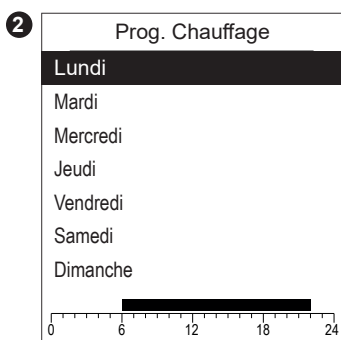 2
Prog. Chauffage
Lundi
Mardi
Mercredi
Jeudi
Vendredi
Samedi
Dimanche
0 6 12 18 24